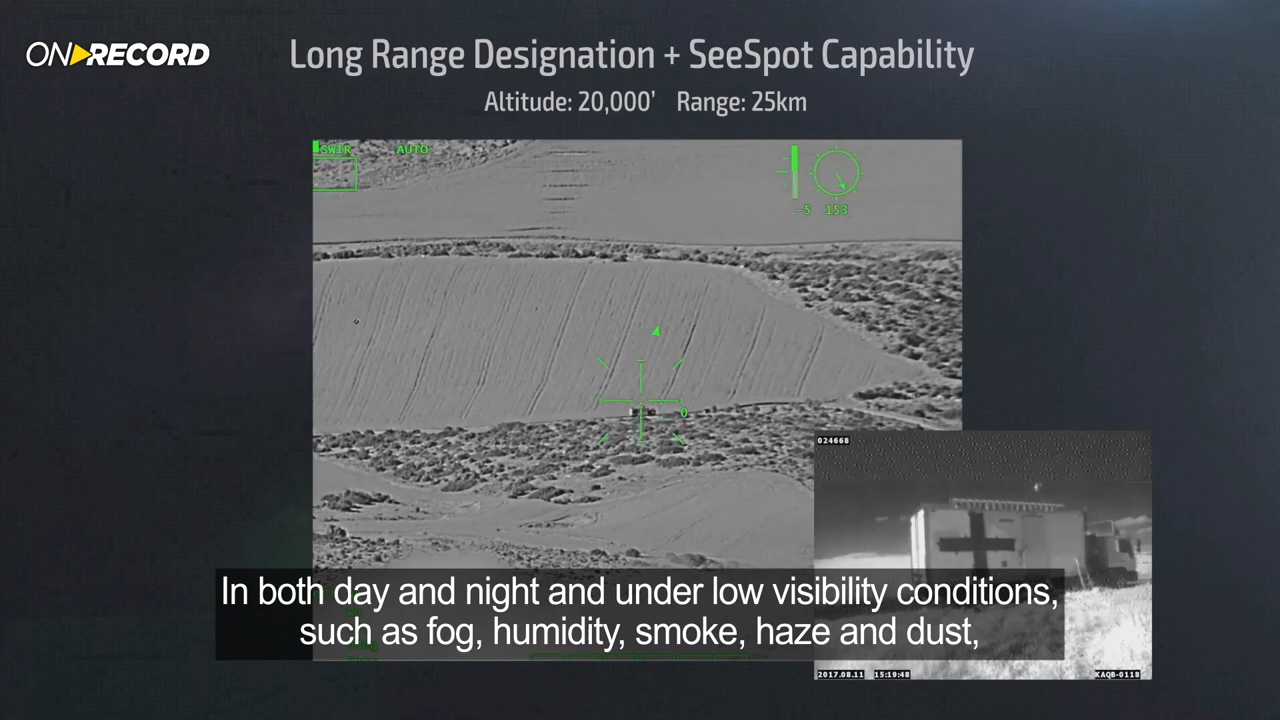 ON RECORD
Long Range Designation + SeeSpot Capability
Altitude: 20,000' Range: 25km
SWIR AUTO
-5 153
0
024668
In both day and night and under low visibility conditions,
such as fog, humidity, smoke, haze and dust,
2017.08.11 15:19:48 KAQB-0118